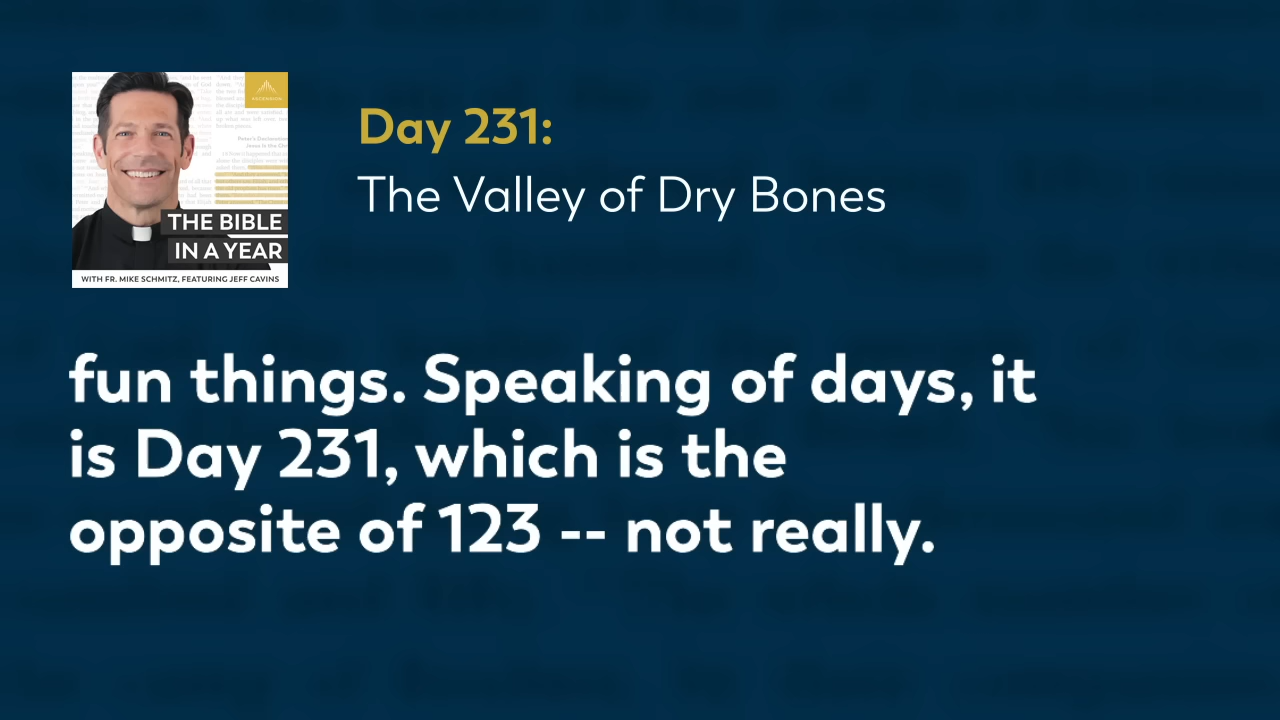 Day 231:
The Valley of Dry Bones
THE BIBLE
IN A YEAR
WITH FR. MIKE SCHMITZ, FEATURING JEFF CAVINS
fun things. Speaking of days, it
is Day 231, which is the
opposite of 123 -- not really.